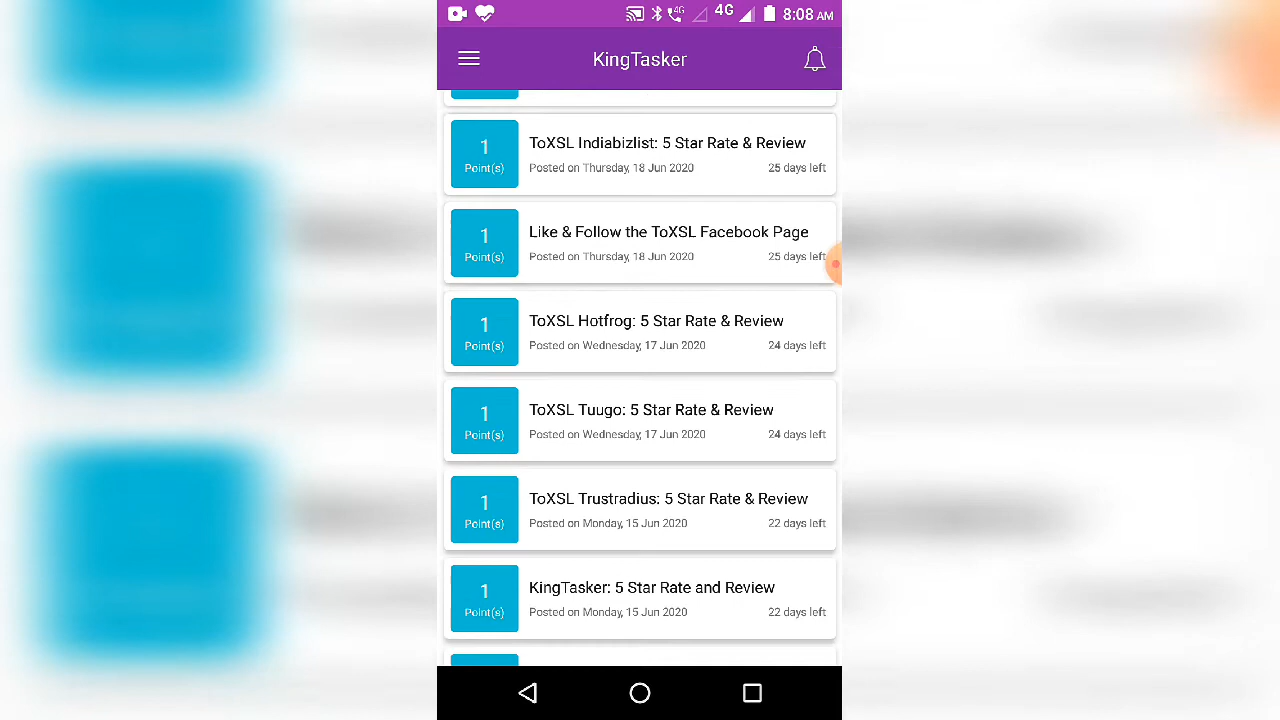 4G 4G 8:08 AM
KingTasker
1
Point(s)
ToXSL Indiabizlist: 5 Star Rate & Review
Posted on Thursday, 18 Jun 2020 25 days left
1
Point(s)
Like & Follow the ToXSL Facebook Page
Posted on Thursday, 18 Jun 2020 25 days left
1
Point(s)
ToXSL Hotfrog: 5 Star Rate & Review
Posted on Wednesday, 17 Jun 2020 24 days left
1
Point(s)
ToXSL Tuugo: 5 Star Rate & Review
Posted on Wednesday, 17 Jun 2020 24 days left
1
Point(s)
ToXSL Trustradius: 5 Star Rate & Review
Posted on Monday, 15 Jun 2020 22 days left
1
Point(s)
KingTasker: 5 Star Rate and Review
Posted on Monday, 15 Jun 2020 22 days left